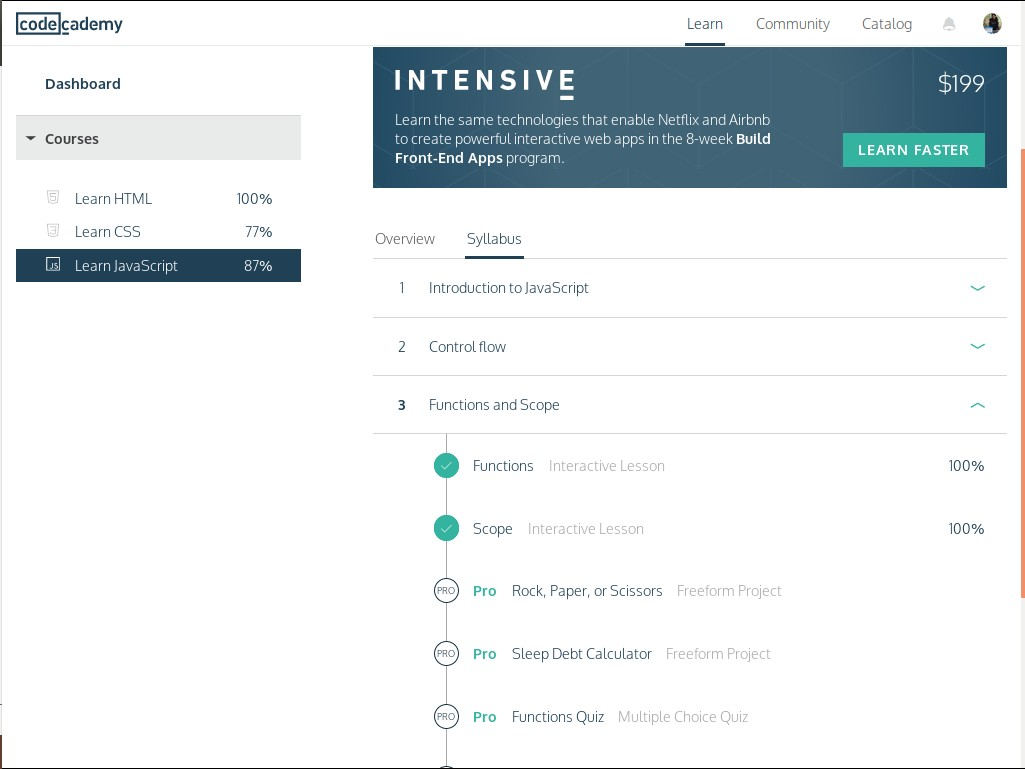 codecademy
Learn Community Catalog
Dashboard
Courses
Learn HTML 100%
Learn CSS 77%
JS Learn JavaScript 87%
INTENSIVE
$199
Learn the same technologies that enable Netflix and Airbnb
to create powerful interactive web apps in the 8-week Build
Front-End Apps program.
LEARN FASTER
Overview Syllabus
1 Introduction to JavaScript
2 Control flow
3 Functions and Scope
Functions Interactive Lesson 100%
Scope Interactive Lesson 100%
PRO Pro Rock, Paper, or Scissors Freeform Project
PRO Pro Sleep Debt Calculator Freeform Project
PRO Pro Functions Quiz Multiple Choice Quiz